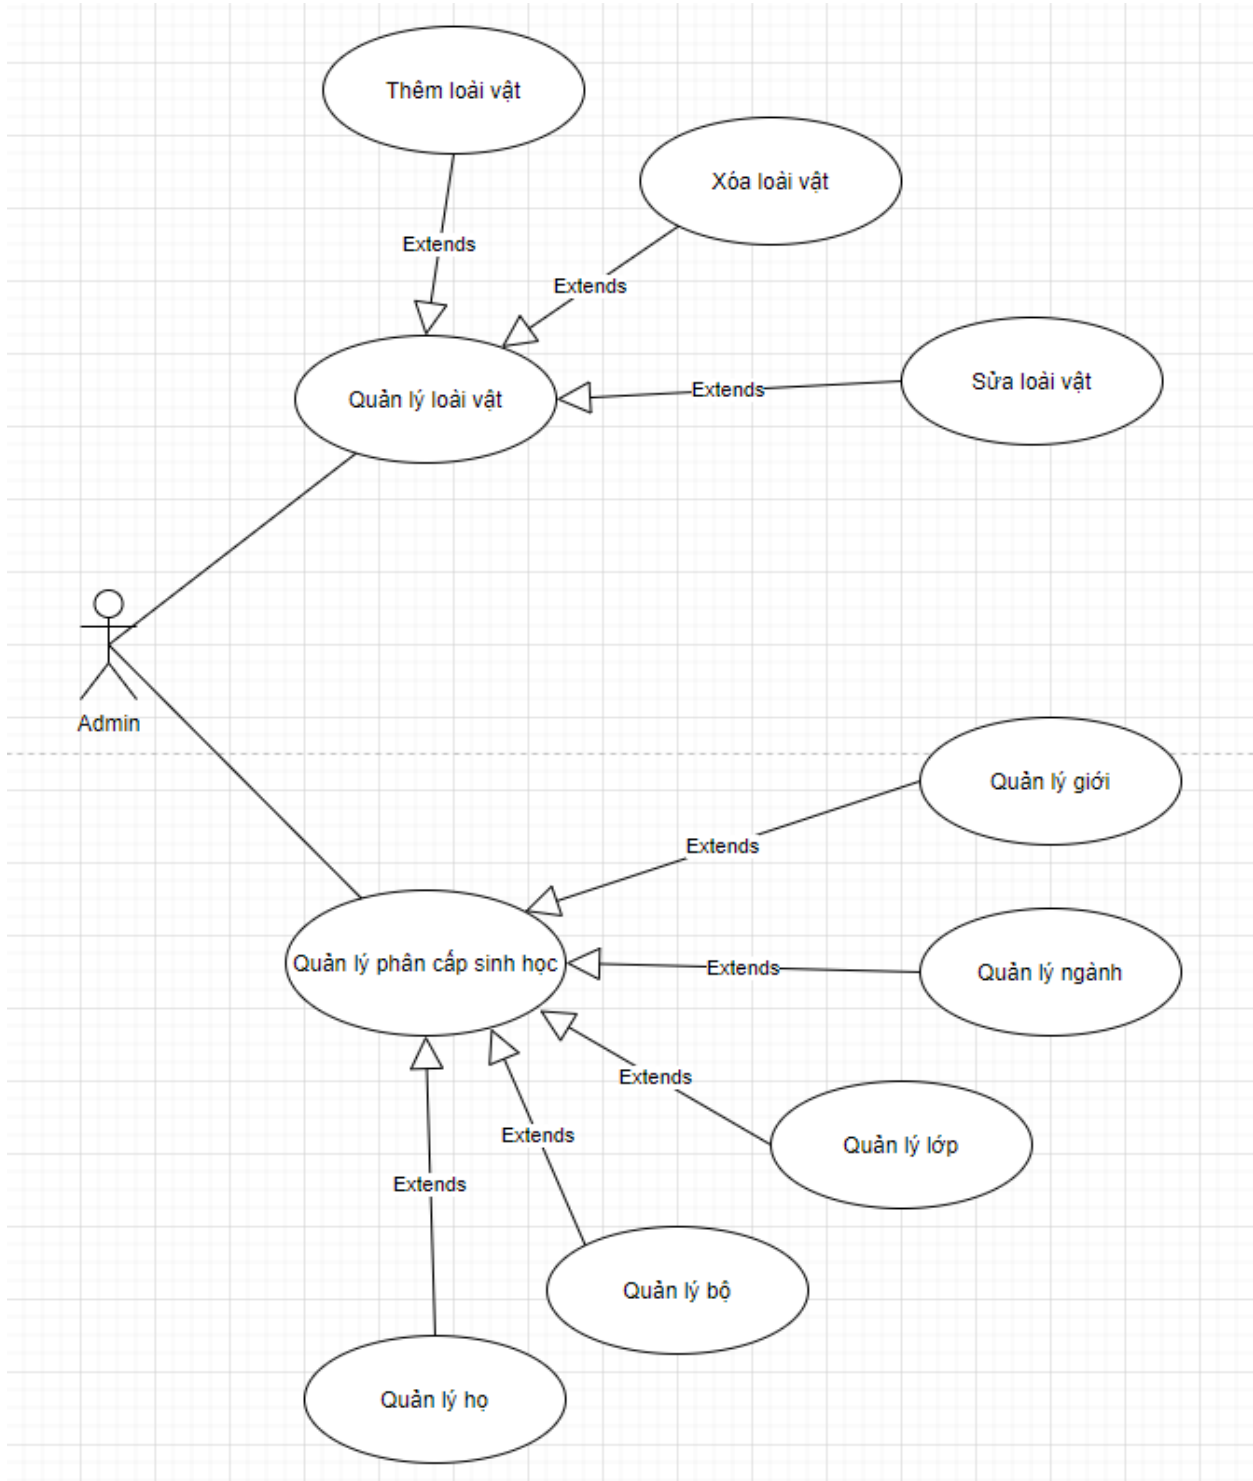 Thêm loài vật
Xóa loài vật
Extends
Extends
Sửa loài vật
Extends
Quản lý loài vật
Admin
Quản lý giới
Extends
Quản lý phân cấp sinh học
Extends
Quản lý ngành
Extends
Extends
Quản lý lớp
Extends
Quản lý bộ
Quản lý họ